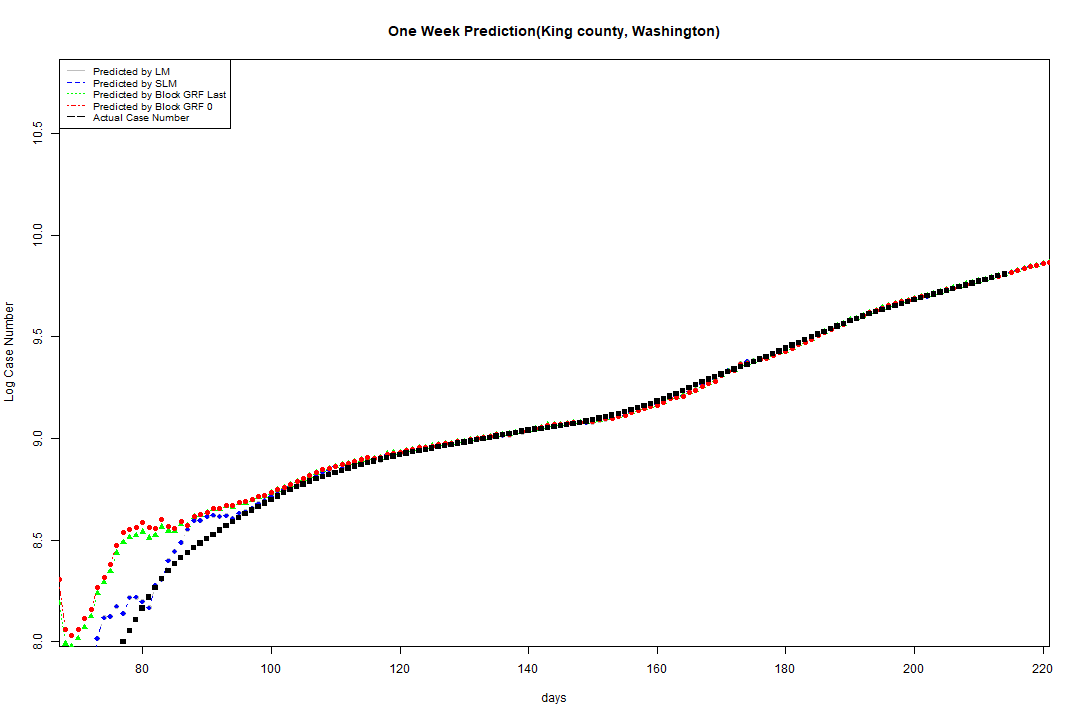 One Week Prediction(King county, Washington)
Predicted by LM
Predicted by SLM
Predicted by Block GRF Last
Predicted by Block GRF 0
Actual Case Number
Log Case Number
10.5
10.0
9.5
9.0
8.5
8.0
80 100 120 140 160 180 200 220
days